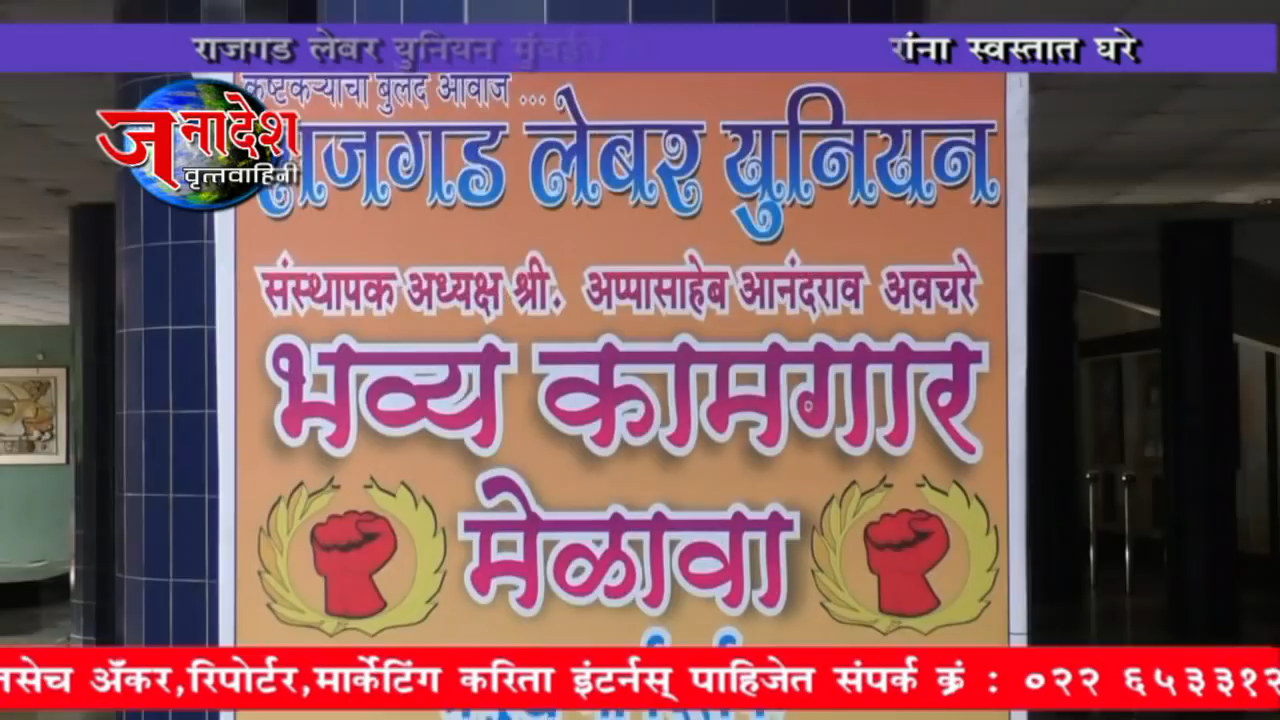 राजगड लेबर युनियन मुंबईत रांना स्वस्तात घरे
कष्टकऱ्यांचा बुलंद आवाज ...
जनादेश
वृत्तवाहिनी
राजगड लेबर युनियन
संस्थापक अध्यक्ष श्री. अप्पासाहेब आनंदराव अवचरे
भव्य कामगार
मेळावा
तसेच अँकर,रिपोर्टर,मार्केटिंग करिता इंटर्नस् पाहिजेत संपर्क क्रं : ०२२ ६५३३१२